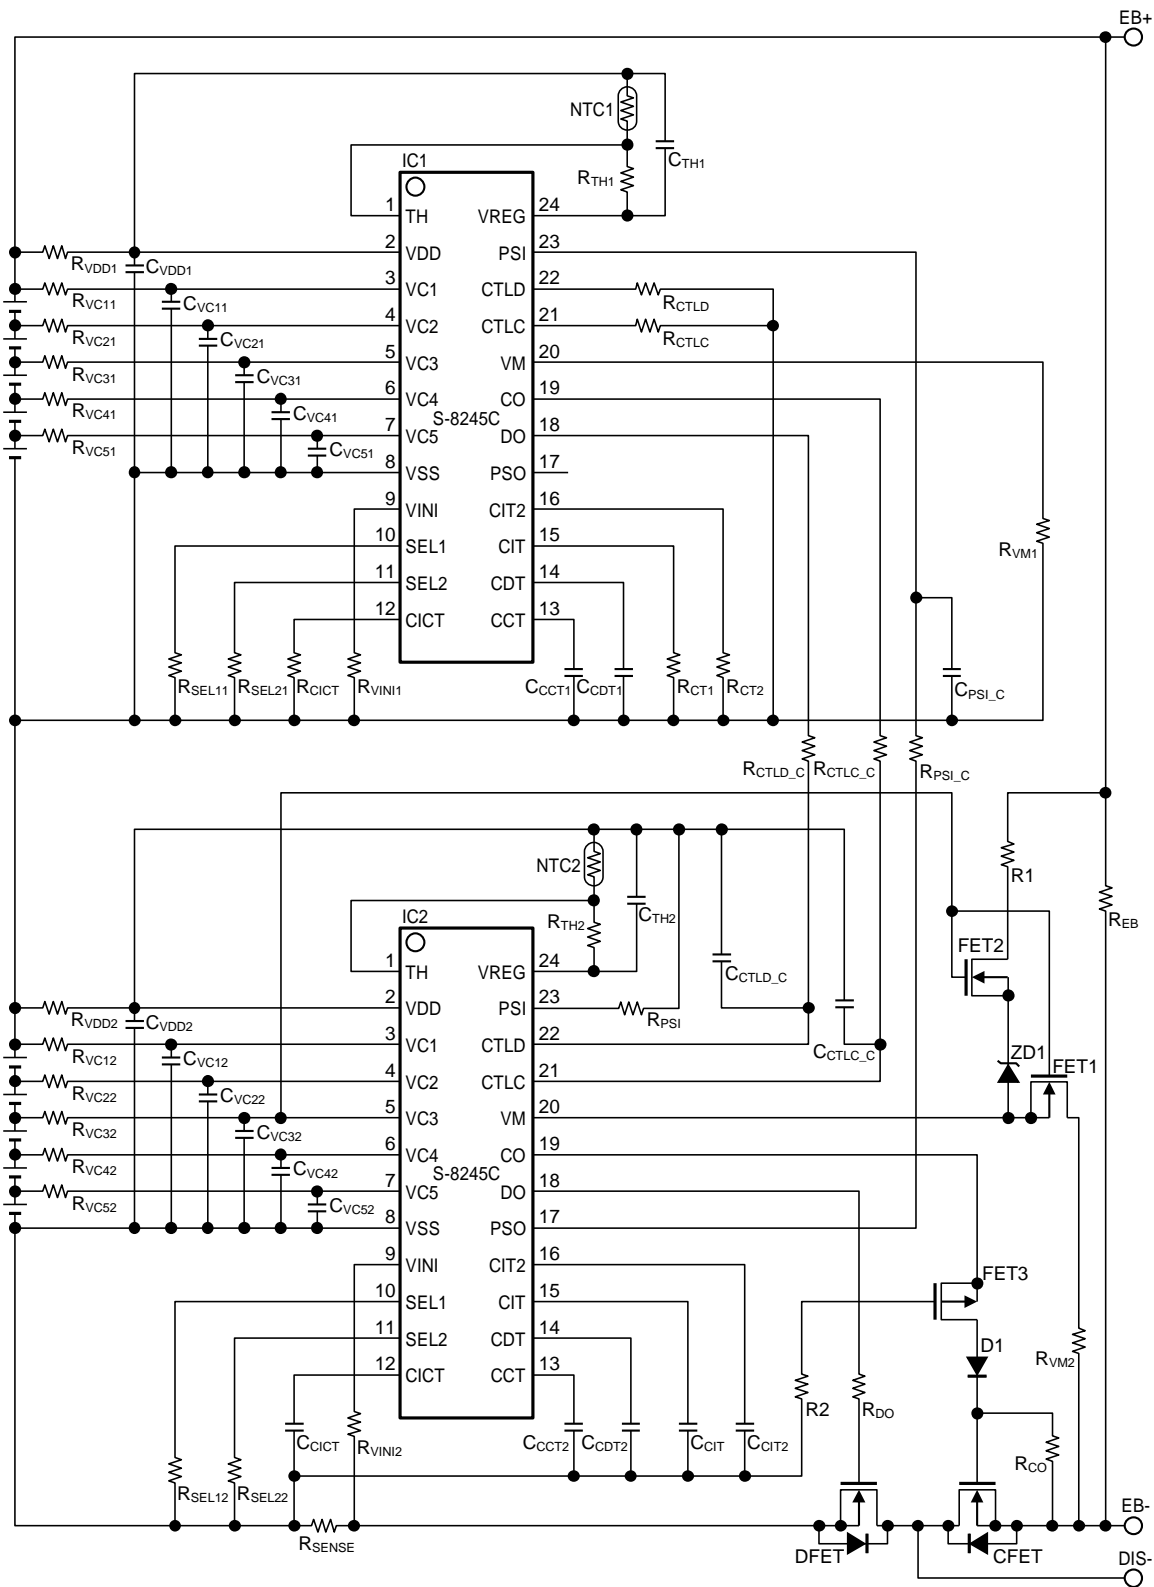 EB+
NTC1
CTH1
RTH1
IC1
1 TH VREG 24
RVDD1 CVDD1 2 VDD PSI 23
RVC11 CVC11 3 VC1 CTLD 22 RCTLD
RVC21 CVC21 4 VC2 CTLC 21 RCTLC
RVC31 CVC31 5 VC3 VM 20
RVC41 CVC41 6 VC4 CO 19
S-8245C
RVC51 CVC51 7 VC5 DO 18
8 VSS PSO 17
9 VINI CIT2 16
10 SEL1 CIT 15
RVM1
11 SEL2 CDT 14
12 CICT CCT 13
RSEL11 RSEL21 RCICT RVINI1 CCCT1 CCDT1 RCT1 RCT2 CPSI_C
RCTLD_C RCTLC_C RPSI_C
R1
NTC2
CTH2
RTH2
REB
IC2
FET2
CCTLD_C
1 TH VREG 24
RVDD2 CVDD2 2 VDD PSI 23 RPSI
RVC12 CVC12 3 VC1 CTLD 22 CCTLC_C ZD1
FET1
RVC22 CVC22 4 VC2 CTLC 21
RVC32 CVC32 5 VC3 VM 20
RVC42 CVC42 6 VC4 CO 19
S-8245C
RVC52 CVC52 7 VC5 DO 18
8 VSS PSO 17
9 VINI CIT2 16
FET3
10 SEL1 CIT 15
11 SEL2 CDT 14
D1
RVM2
12 CICT CCT 13
R2 RDO
CCICT RVINI2 CCCT2 CCDT2 CCIT CCIT2
RCO
RSEL12 RSEL22
EB-
RSENSE
DFET CFET
DIS-